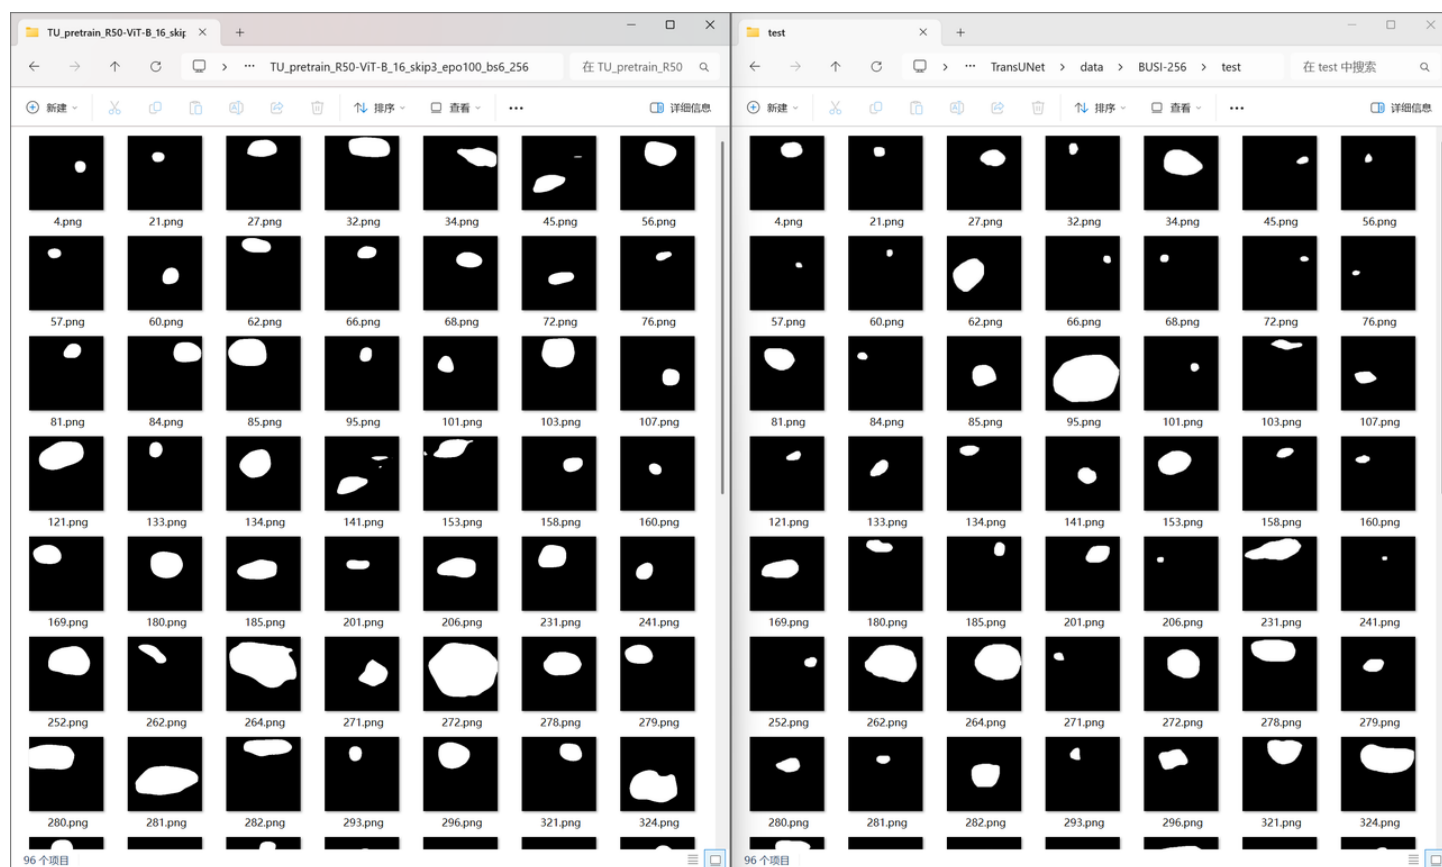 TU_pretrain_R50-ViT-B_16_skip
TU_pretrain_R50-ViT-B_16_skip3_epo100_bs6_256
在 TU_pretrain_R50
新建
排序
查看
详细信息
4.png 21.png 27.png 32.png 34.png 45.png 56.png
57.png 60.png 62.png 66.png 68.png 72.png 76.png
81.png 84.png 85.png 95.png 101.png 103.png 107.png
121.png 133.png 134.png 141.png 153.png 158.png 160.png
169.png 180.png 185.png 201.png 206.png 231.png 241.png
252.png 262.png 264.png 271.png 272.png 278.png 279.png
280.png 281.png 282.png 293.png 296.png 321.png 324.png
96 个项目
test
TransUNet > data > BUSI-256 > test
在 test 中搜索
新建
排序
查看
详细信息
4.png 21.png 27.png 32.png 34.png 45.png 56.png
57.png 60.png 62.png 66.png 68.png 72.png 76.png
81.png 84.png 85.png 95.png 101.png 103.png 107.png
121.png 133.png 134.png 141.png 153.png 158.png 160.png
169.png 180.png 185.png 201.png 206.png 231.png 241.png
252.png 262.png 264.png 271.png 272.png 278.png 279.png
280.png 281.png 282.png 293.png 296.png 321.png 324.png
96 个项目